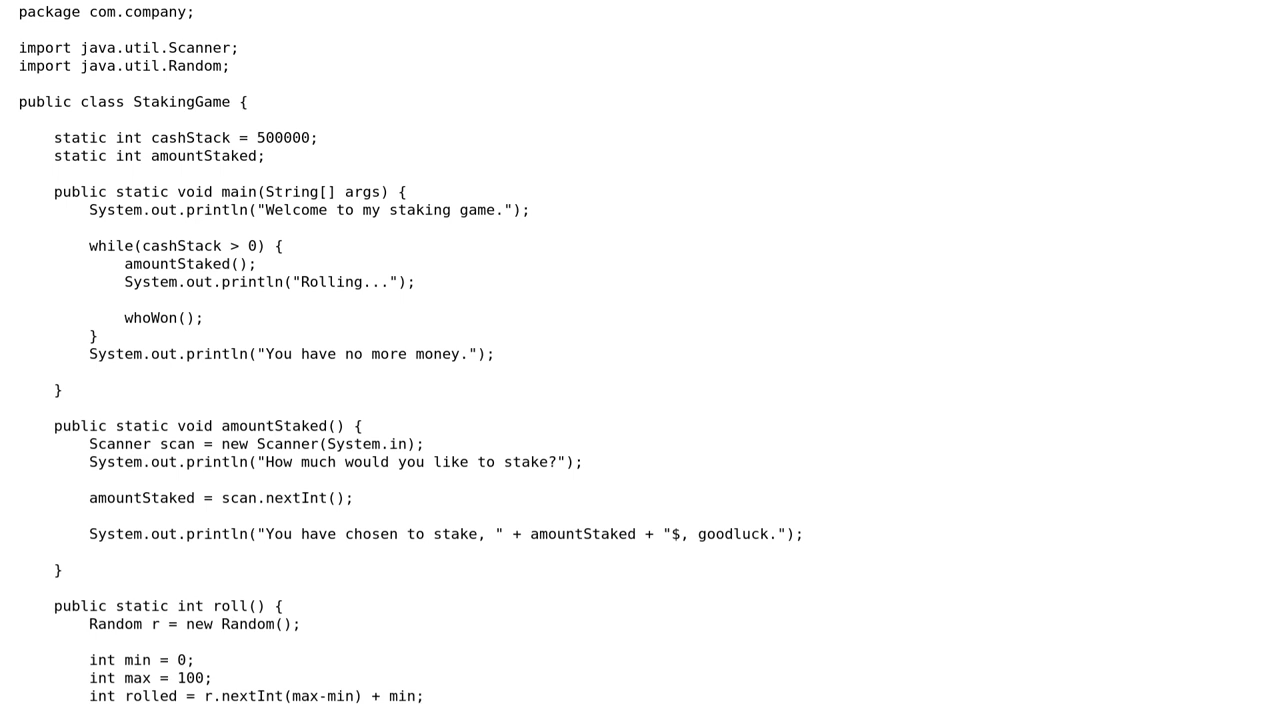 package com.company;

import java.util.Scanner;
import java.util.Random;

public class StakingGame {

    static int cashStack = 500000;
    static int amountStaked;

    public static void main(String[] args) {
        System.out.println("Welcome to my staking game.");

        while(cashStack > 0) {
            amountStaked();
            System.out.println("Rolling...");

            whoWon();
        }
        System.out.println("You have no more money.");

    }

    public static void amountStaked() {
        Scanner scan = new Scanner(System.in);
        System.out.println("How much would you like to stake?");

        amountStaked = scan.nextInt();

        System.out.println("You have chosen to stake, " + amountStaked + "$, goodluck.");

    }

    public static int roll() {
        Random r = new Random();

        int min = 0;
        int max = 100;
        int rolled = r.nextInt(max-min) + min;